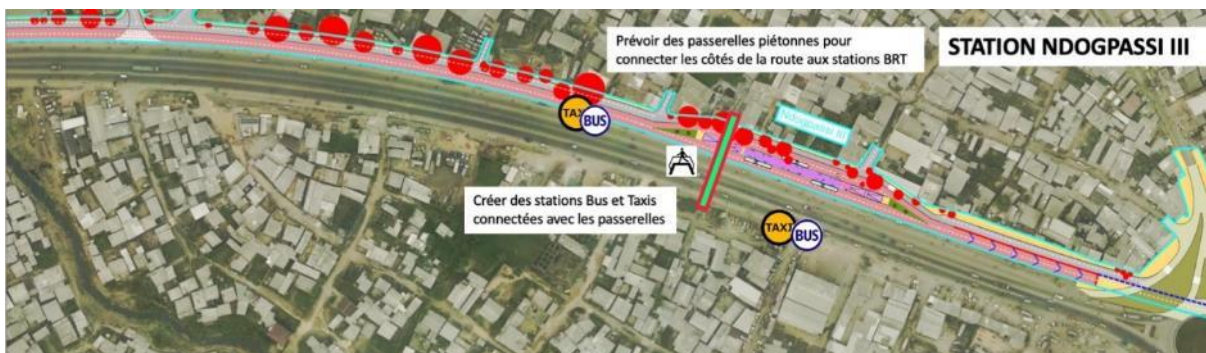 Prévoir des passerelles piétonnes pour
connecter les côtés de la route aux stations BRT
STATION NDOGPASSI III
TAXI
BUS
Ndogpassi III
Créer des stations Bus et Taxis
connectées avec les passerelles
TAXI
BUS